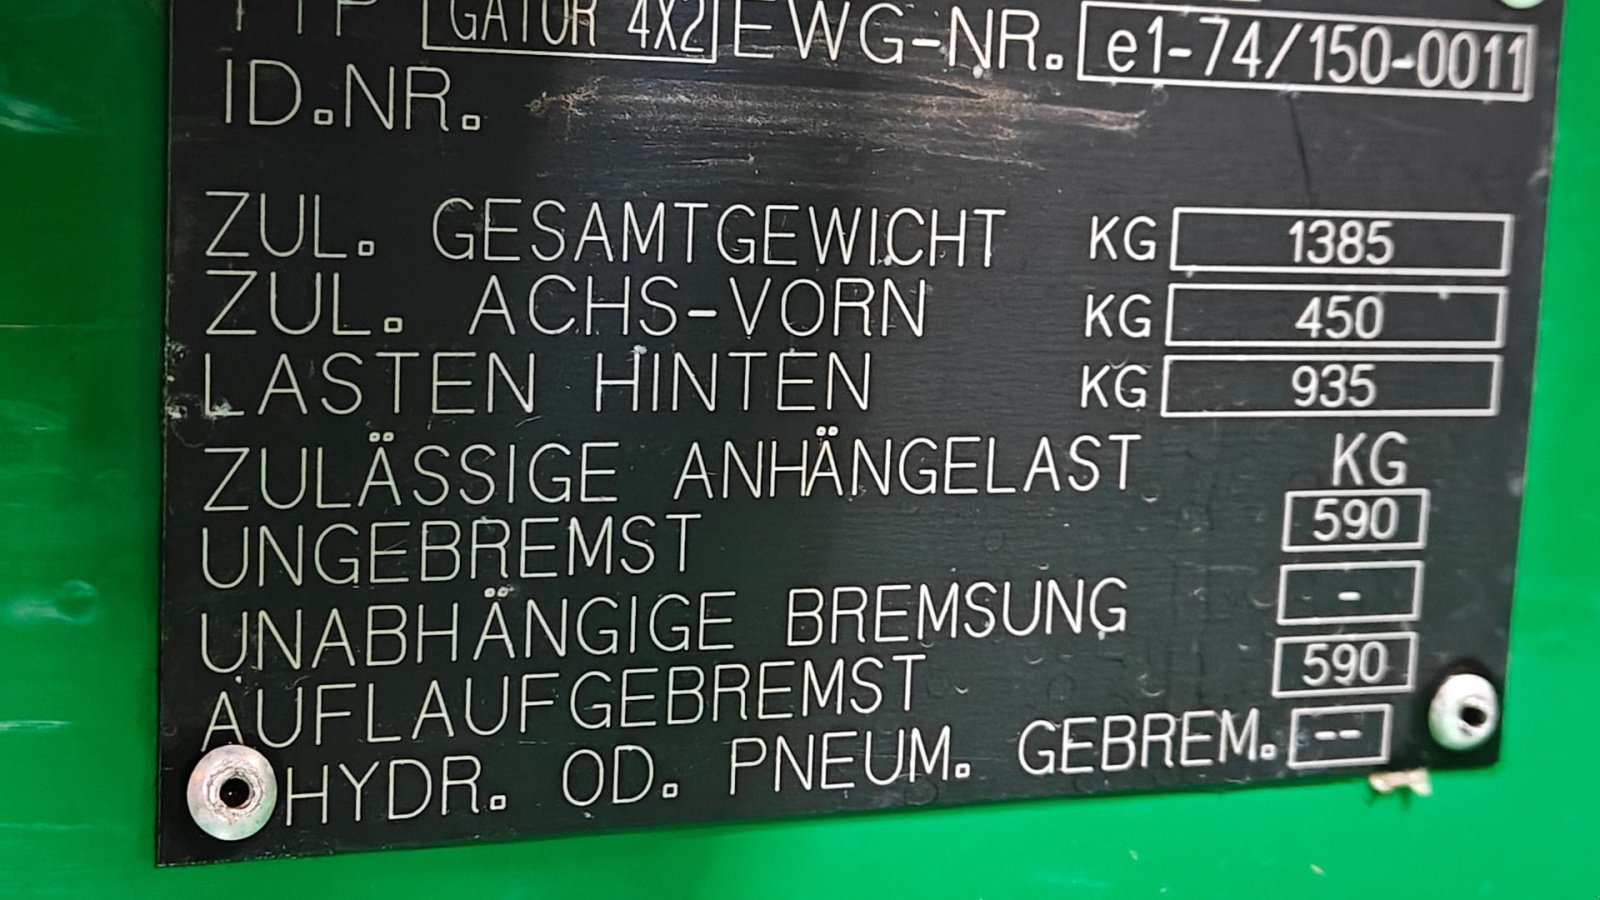 TYP GATOR 4X2 EWG-NR. e1-74/150-0011
ID.NR.
ZUL. GESAMTGEWICHT KG 1385
ZUL. ACHS-VORN KG 450
LASTEN HINTEN KG 935
ZULÄSSIGE ANHÄNGELAST KG
UNGEBREMST 590
UNABHÄNGIGE BREMSUNG -
AUFLAUFGEBREMST 590
HYDR. OD. PNEUM. GEBREM. --